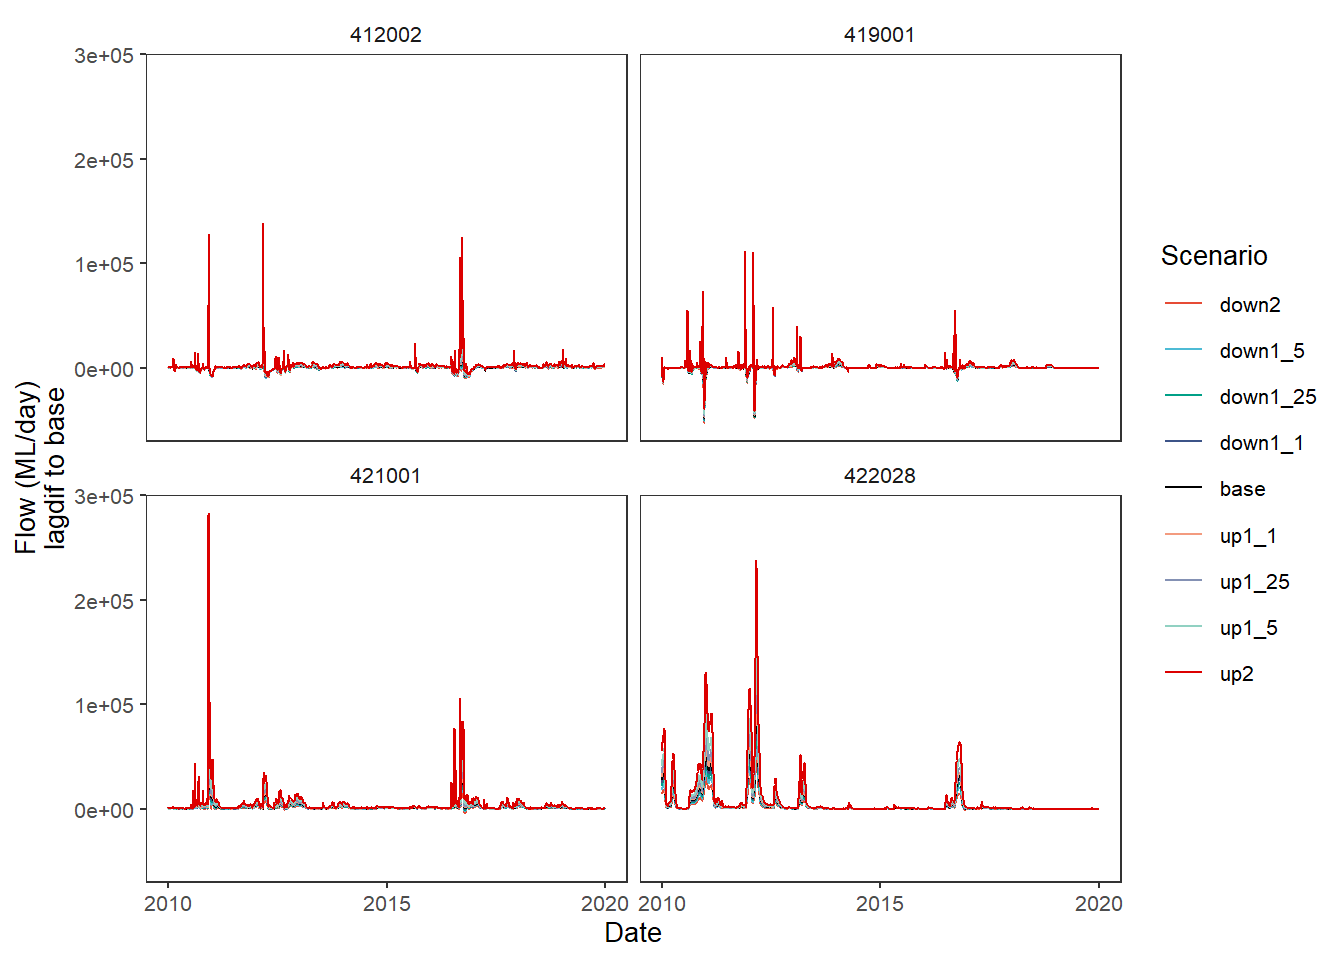 412002
419001
3e+05
2e+05
1e+05
0e+00
421001
422028
3e+05
2e+05
1e+05
0e+00
2010
2015
2020
2010
2015
2020
Date
Flow (ML/day)
lagdif to base
Scenario
down2
down1_5
down1_25
down1_1
base
up1_1
up1_25
up1_5
up2